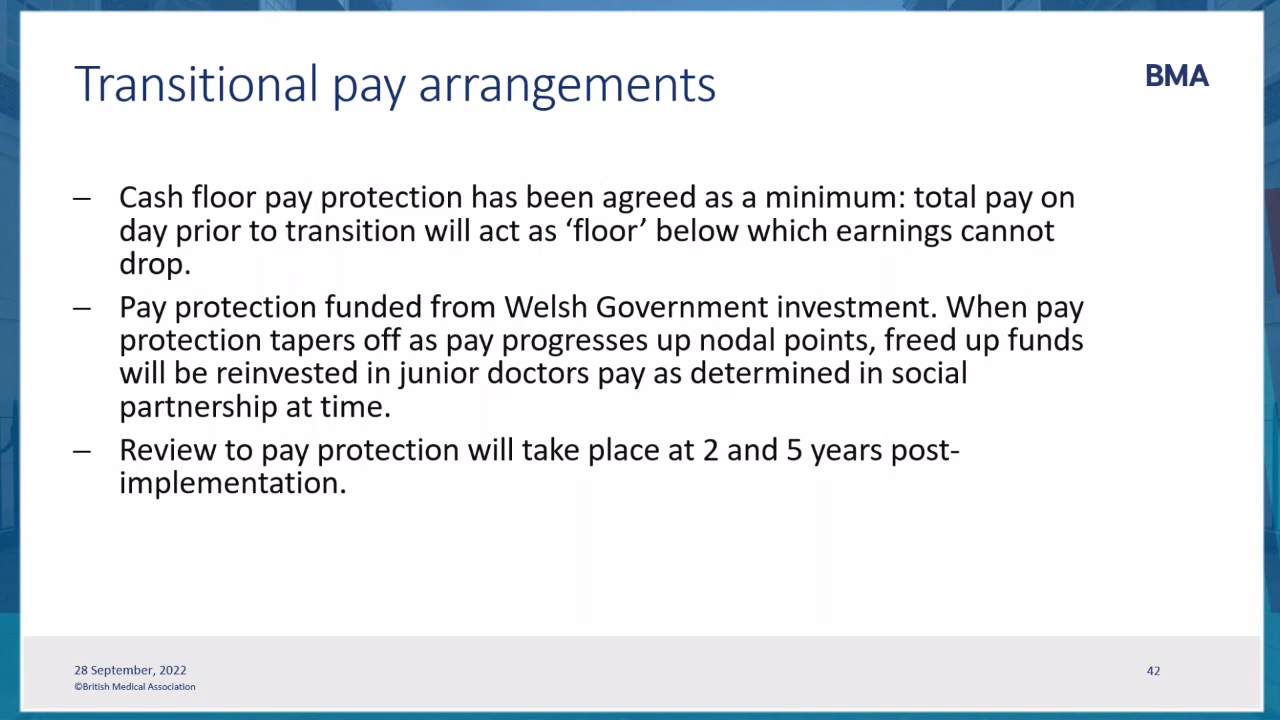 Transitional pay arrangements
BMA
– Cash floor pay protection has been agreed as a minimum: total pay on
day prior to transition will act as ‘floor’ below which earnings cannot
drop.
– Pay protection funded from Welsh Government investment. When pay
protection tapers off as pay progresses up nodal points, freed up funds
will be reinvested in junior doctors pay as determined in social
partnership at time.
– Review to pay protection will take place at 2 and 5 years post-
implementation.
28 September, 2022
42
©British Medical Association